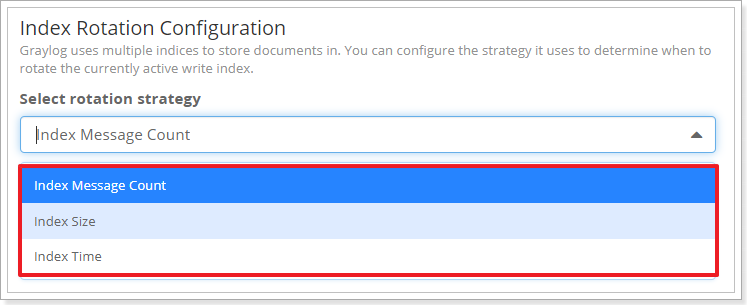 Index Rotation Configuration
Graylog uses multiple indices to store documents in. You can configure the strategy it uses to determine when to
rotate the currently active write index.
Select rotation strategy
Index Message Count
Index Message Count
Index Size
Index Time